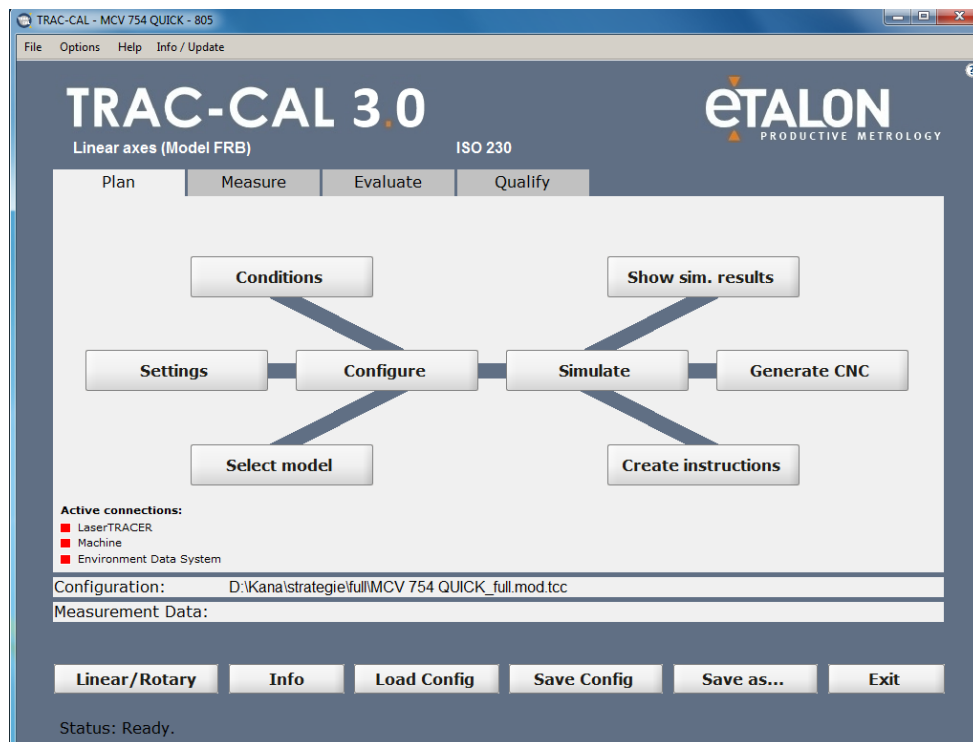 TRAC-CAL - MCV 754 QUICK - 805
File Options Help Info / Update
TRAC-CAL 3.0
eTALON
PRODUCTIVE METROLOGY
Linear axes (Model FRB) ISO 230
Plan Measure Evaluate Qualify
Conditions Show sim. results
Settings Configure Simulate Generate CNC
Select model Create instructions
Active connections:
LaserTRACER
Machine
Environment Data System
Configuration: D:\Kana\strategie\full\MCV 754 QUICK_full.mod.tcc
Measurement Data:
Linear/Rotary Info Load Config Save Config Save as... Exit
Status: Ready.